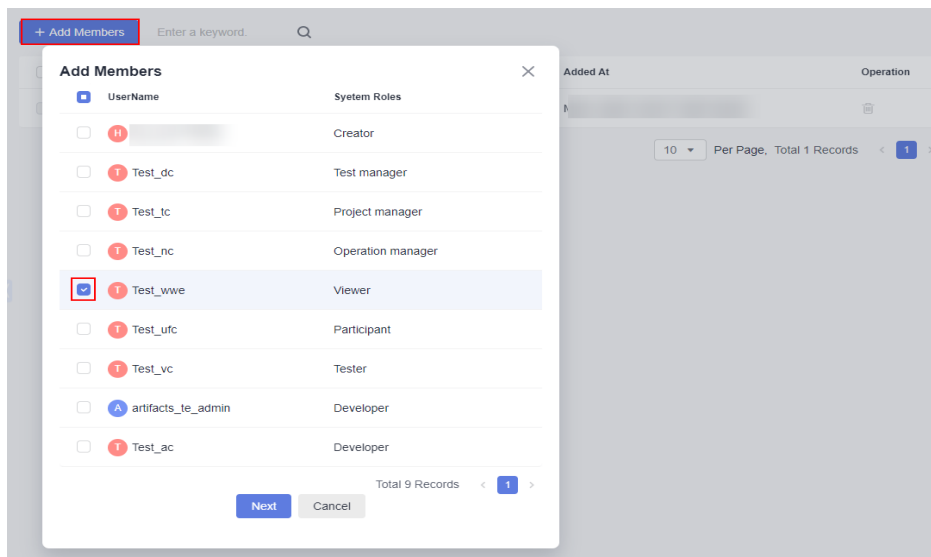 + Add Members Enter a keyword.
Add Members
Added At Operation
UserName System Roles
H Creator
T Test_dc Test manager
10 Per Page, Total 1 Records < 1 >
T Test_tc Project manager
T Test_nc Operation manager
T Test_wwe Viewer
T Test_ufc Participant
T Test_vc Tester
A artifacts_te_admin Developer
T Test_ac Developer
Total 9 Records < 1 >
Next Cancel